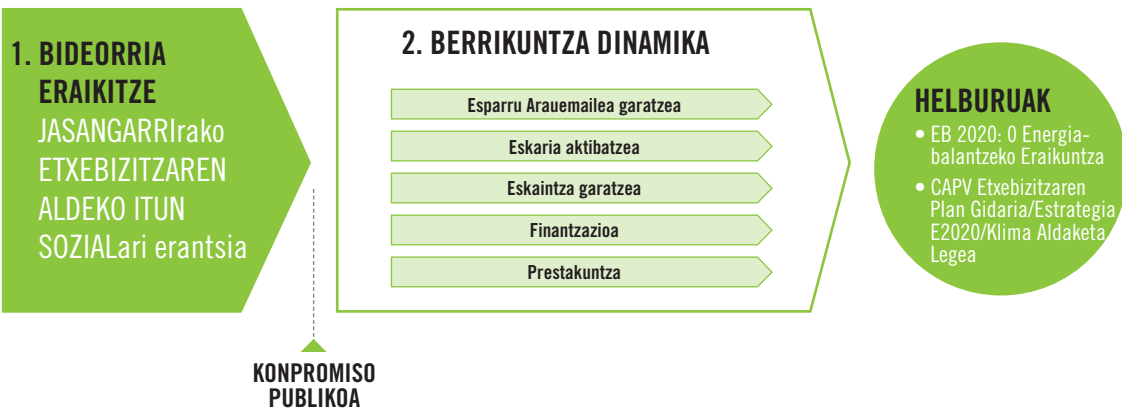 1. BIDEORRIA
ERAIKITZE
JASANGARRIrako
ETXEBIZITZAREN
ALDEKO ITUN
SOZIALari erantsia
KONPROMISO
PUBLIKOA
2. BERRIKUNTZA DINAMIKA
Esparru Arauemailea garatzea
Eskaria aktibatzea
Eskaintza garatzea
Finantzazioa
Prestakuntza
HELBURUAK
• EB 2020: 0 Energia-
balantzeko Eraikuntza
• CAPV Etxebizitzaren
Plan Gidaria/Estrategia
E2020/Klima Aldaketa
Legea